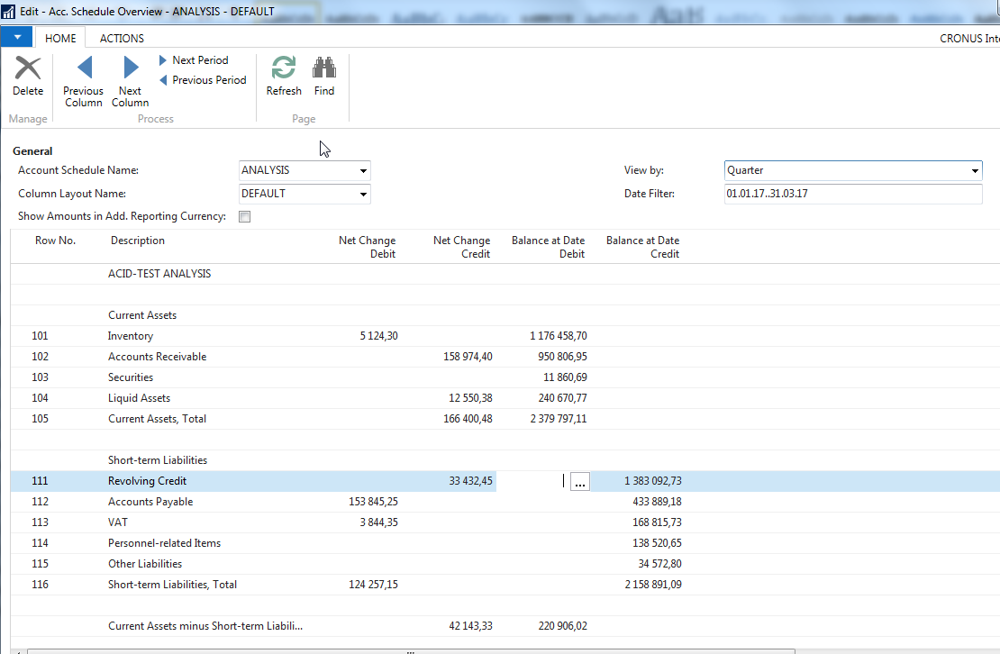 Edit - Acc. Schedule Overview - ANALYSIS - DEFAULT
HOME ACTIONS CRONUS Inte
Next Period
Previous Period
Delete Previous Column Next Column Refresh Find
Manage Process Page
General
Account Schedule Name: ANALYSIS View by: Quarter
Column Layout Name: DEFAULT Date Filter: 01.01.17..31.03.17
Show Amounts in Add. Reporting Currency:
Row No. Description Net Change Debit Net Change Credit Balance at Date Debit Balance at Date Credit
ACID-TEST ANALYSIS
Current Assets
101 Inventory 5 124,30 1 176 458,70
102 Accounts Receivable 158 974,40 950 806,95
103 Securities 11 860,69
104 Liquid Assets 12 550,38 240 670,77
105 Current Assets, Total 166 400,48 2 379 797,11
Short-term Liabilities
111 Revolving Credit 33 432,45 ... 1 383 092,73
112 Accounts Payable 153 845,25 433 889,18
113 VAT 3 844,35 168 815,73
114 Personnel-related Items 138 520,65
115 Other Liabilities 34 572,80
116 Short-term Liabilities, Total 124 257,15 2 158 891,09
Current Assets minus Short-term Liabili... 42 143,33 220 906,02